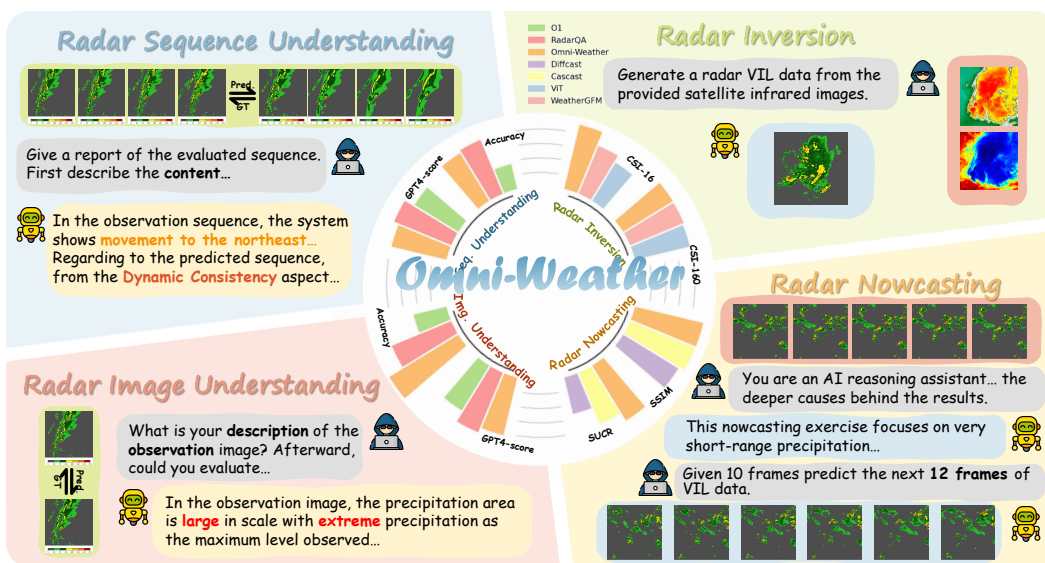 Radar Sequence Understanding
Pred.
GT
Give a report of the evaluated sequence.
First describe the content…
In the observation sequence, the system
shows movement to the northeast…
Regarding to the predicted sequence,
from the Dynamic Consistency aspect…
O1
RadarQA
Omni-Weather
Diffcast
Cascast
ViT
WeatherGFM
Radar Inversion
Generate a radar VIL data from the
provided satellite infrared images.
GPT4-score
Accuracy
CSI-16
CSI-160
Seq. Understanding
Radar Inversion
Omni-Weather
Img. Understanding
Radar Nowcasting
Accuracy
GPT4-score
SUCR
SSIM
Radar Image Understanding
Pred.
GT
What is your description of the
observation image? Afterward,
could you evaluate…
In the observation image, the precipitation area
is large in scale with extreme precipitation as
the maximum level observed…
Radar Nowcasting
You are an AI reasoning assistant… the
deeper causes behind the results.
This nowcasting exercise focuses on very
short-range precipitation…
Given 10 frames predict the next 12 frames of
VIL data.